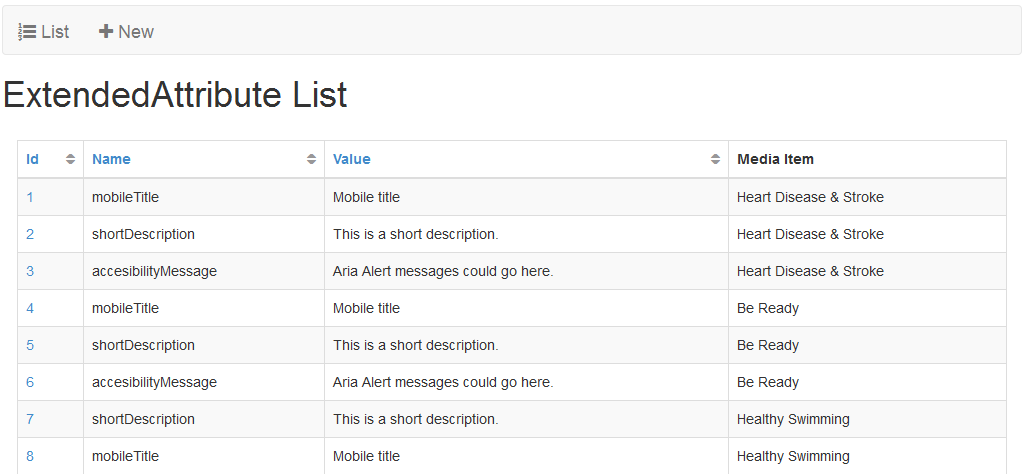 List New
ExtendedAttribute List
Id Name Value Media Item
1 mobileTitle Mobile title Heart Disease & Stroke
2 shortDescription This is a short description. Heart Disease & Stroke
3 accesibilityMessage Aria Alert messages could go here. Heart Disease & Stroke
4 mobileTitle Mobile title Be Ready
5 shortDescription This is a short description. Be Ready
6 accesibilityMessage Aria Alert messages could go here. Be Ready
7 shortDescription This is a short description. Healthy Swimming
8 mobileTitle Mobile title Healthy Swimming